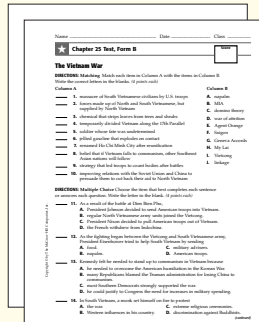 Name Date Class
Chapter 25 Test, Form B
The Vietnam War
DIRECTIONS: Matching Match each item in Column A with the items in Column B.
Write the correct letters in the blanks. (4 points each)
Column A Column B
1. massacre of South Vietnamese civilians by U.S. troops A. napalm
2. forces made up of North and South Vietnamese, but supplied by North Vietnam B. MIA
C. domino theory
3. chemical that strips leaves from trees and shrubs D. war of attrition
4. temporarily divided Vietnam along the 17th Parallel E. Agent Orange
5. soldier whose fate was undetermined F. Saigon
6. jellied gasoline that explodes on contact G. Geneva Accords
7. renamed Ho Chi Minh City after reunification H. My Lai
8. belief that if Vietnam falls to communism, other Southeast Asian nations will follow I. Vietcong
J. linkage
9. strategy that led troops to count bodies after battles
10. improving relations with the Soviet Union and China to
persuade them to cut back their aid to North Vietnam
DIRECTIONS: Multiple Choice Choose the item that best completes each sentence
or answers each question. Write the letter in the blank. (4 points each)
11. As a result of the battle at Dien Bien Phu,
A. President Johnson decided to send American troops into Vietnam.
B. regular North Vietnamese army units joined the Vietcong.
C. President Nixon decided to pull American troops out of Vietnam.
D. the French withdrew from Indochina.
12. As the fighting began between the Vietcong and South Vietnamese army,
President Eisenhower tried to help South Vietnam by sending
A. food. C. military advisers.
B. napalm. D. American troops.
13. Kennedy felt he needed to stand up to communism in Vietnam because
A. he needed to overcome the American humiliation in the Korean War.
B. many Republicans blamed the Truman administration for losing China to
communism.
C. most Southern Democrats strongly supported the war.
D. he could justify to Congress the need for increases in military spending.
14. In South Vietnam, a monk set himself on fire to protest
A. the war. C. extreme religious ceremonies.
B. Western influences in his country. D. discrimination against Buddhists.
(continued)